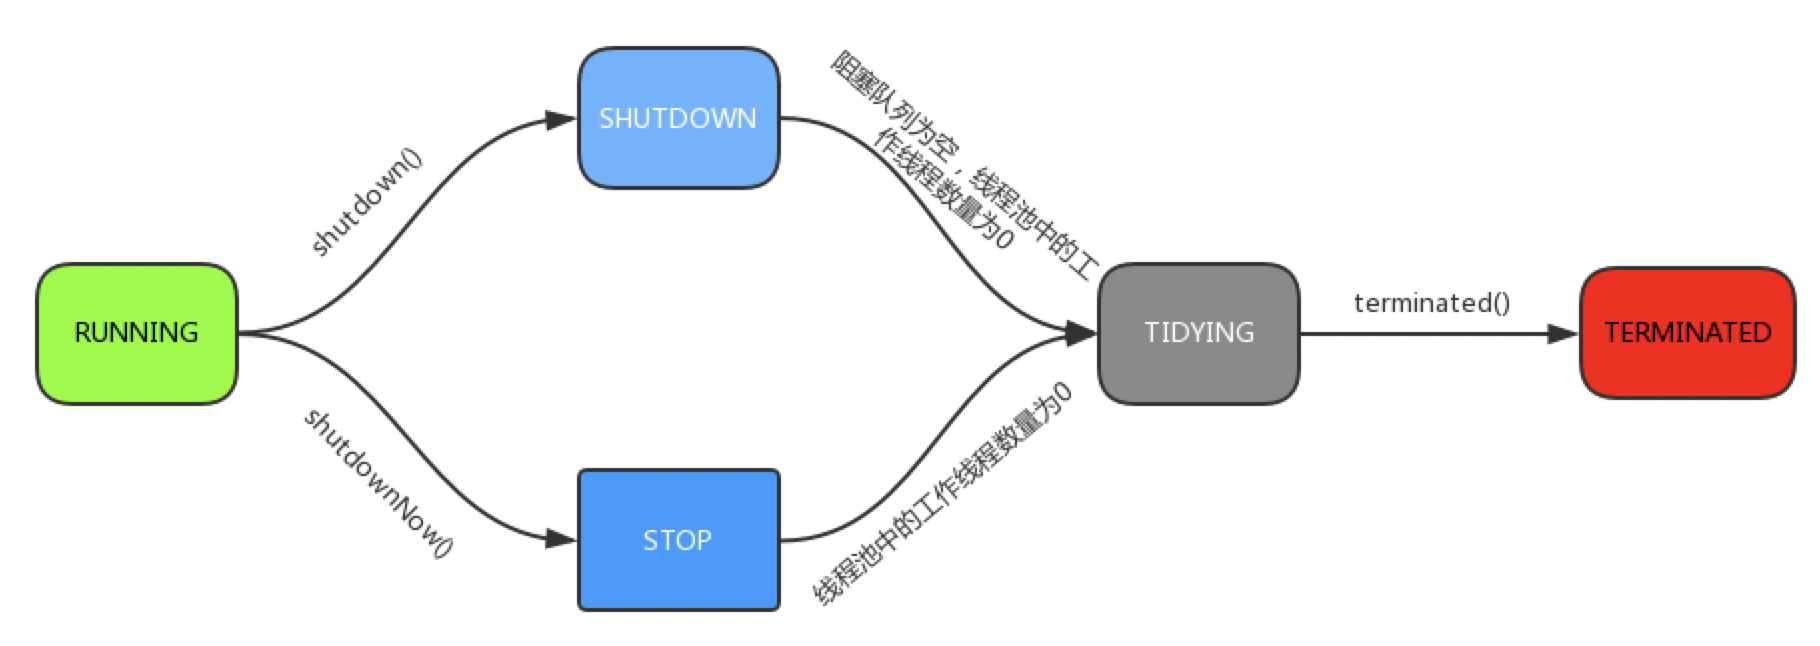 RUNNING
shutdown()
shutdownNow()
SHUTDOWN
STOP
阻塞队列为空，线程池中的工
作线程数量为0
线程池中的工作线程数量为0
TIDYING
terminated()
TERMINATED